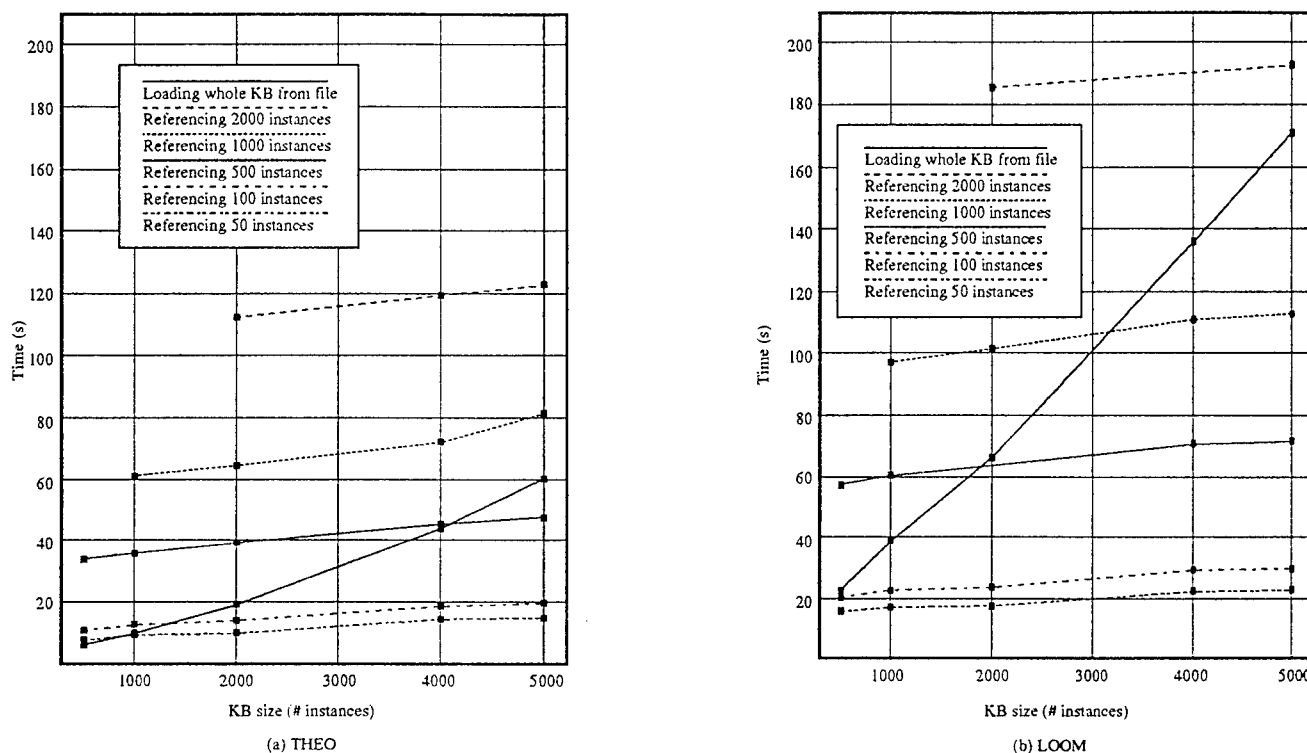 200
180
160
140
120
100
80
60
40
20
Time (s)
Loading whole KB from file
Referencing 2000 instances
Referencing 1000 instances
Referencing 500 instances
Referencing 100 instances
Referencing 50 instances
1000 2000 3000 4000 5000
KB size (# instances)
(a) THEO
200
180
160
140
120
100
80
60
40
20
Time (s)
Loading whole KB from file
Referencing 2000 instances
Referencing 1000 instances
Referencing 500 instances
Referencing 100 instances
Referencing 50 instances
1000 2000 3000 4000 5000
KB size (# instances)
(b) LOOM